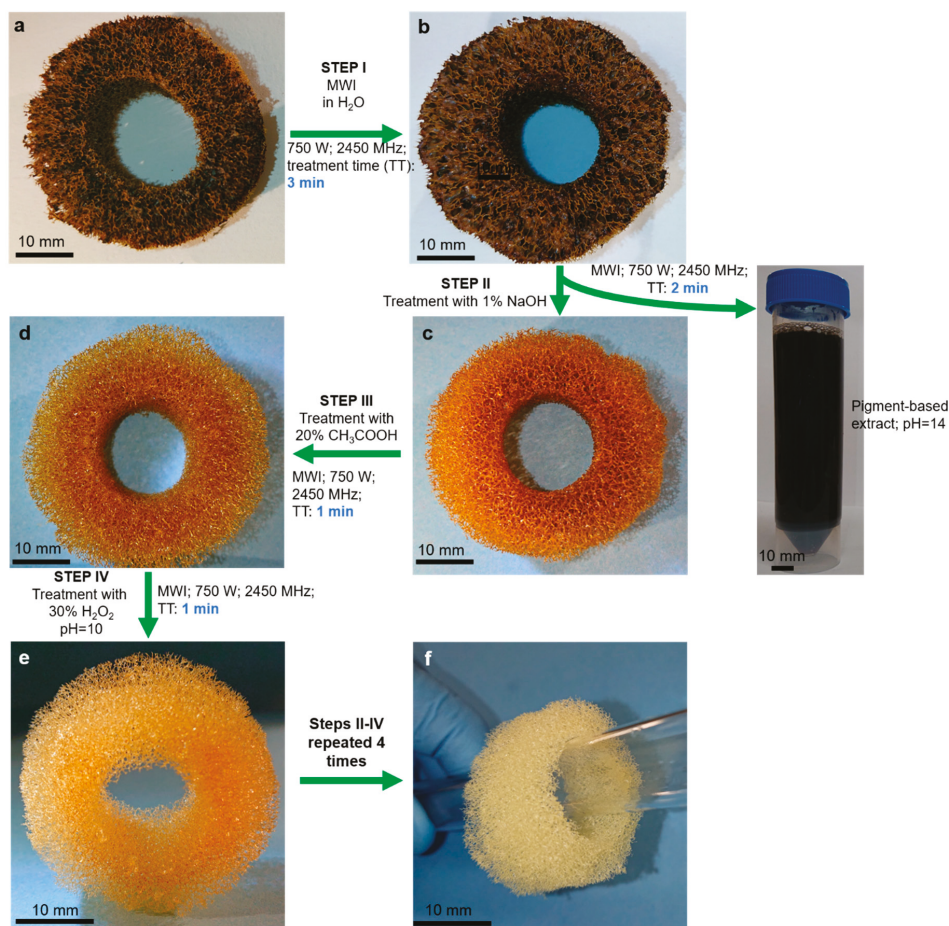 a
STEP I
MWI
in H₂O
750 W; 2450 MHz;
treatment time (TT):
3 min
10 mm
b
10 mm
STEP II
Treatment with 1% NaOH
MWI; 750 W; 2450 MHz;
TT: 2 min
Pigment-based
extract; pH=14
10 mm
c
10 mm
STEP III
Treatment with
20% CH₃COOH
MWI; 750 W;
2450 MHz;
TT: 1 min
d
10 mm
STEP IV
Treatment with
30% H₂O₂
pH=10
MWI; 750 W; 2450 MHz;
TT: 1 min
e
10 mm
Steps II-IV
repeated 4
times
f
10 mm